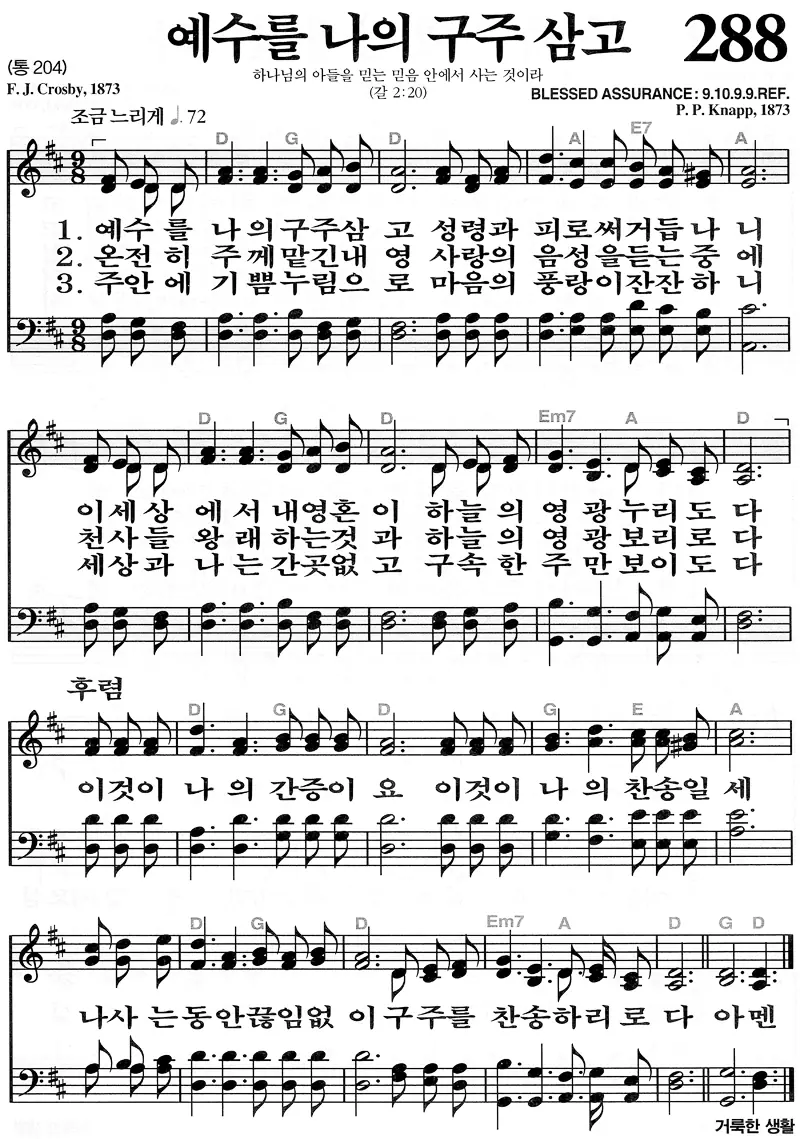 예수를 나의 구주 삼고 288
(통 204)
하나님의 아들을 믿는 믿음 안에서 사는 것이라
F. J. Crosby, 1873
(갈 2:20)
BLESSED ASSURANCE: 9.10.9.9.REF.
P. P. Knapp, 1873
조금 느리게 ♩. 72
D G D A E7 A
9 8
1. 예수 를 나 의 구 주 삼 고 성 령 과 피 로 써 거 듭 나 니
2. 온 전 히 주 께 맡 긴 내 영 사 랑 의 음 성 을 듣 는 중 에
3. 주 안 에 기 쁨 누 림 으 로 마 음 의 풍 랑 이 잔 잔 하 니
9 8
D G D Em7 A D
이 세 상 에 서 내 영 혼 이 하 늘 의 영 광 누 리 도 다
천 사 들 왕 래 하 는 것 과 하 늘 의 영 광 보 리 로 다
세 상 과 나 는 간 곳 없 고 구 속 한 주 만 보 이 도 다
후렴
D G D G E A
이 것 이 나 의 간 증 이 요 이 것 이 나 의 찬 송 일 세
D G D Em7 A D G D
나 사 는 동 안 끊 임 없 이 구 주 를 찬 송 하 리 로 다 아 멘
거룩한 생활